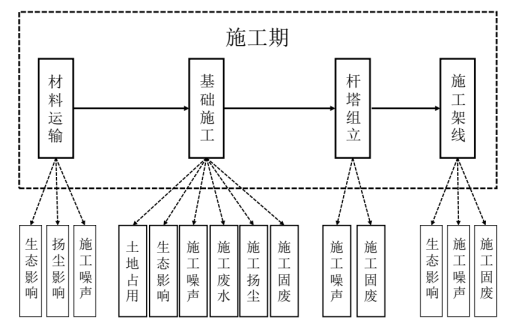 施工期
材料运输
基础施工
杆塔组立
施工架线
生态影响
扬尘影响
施工噪声
土地占用
生态影响
施工噪声
施工废水
施工扬尘
施工固废
施工噪声
施工固废
生态影响
施工噪声
施工固废